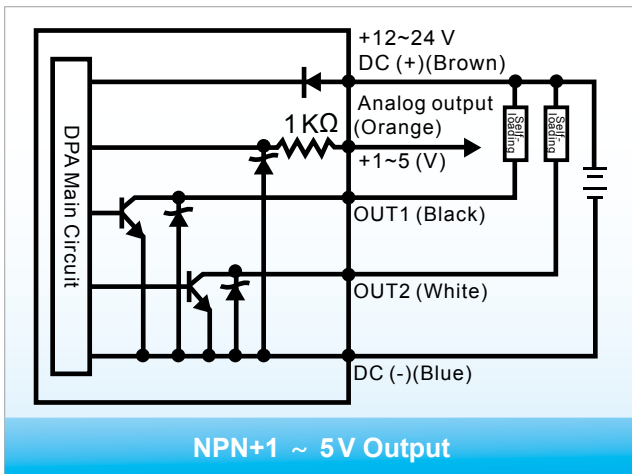 +12~24 V
DC (+)(Brown)
Analog output
(Orange)
1 KΩ
+1~5 (V)
Self-
loading
Self-
loading
DPA Main Circuit
OUT1 (Black)
OUT2 (White)
DC (-)(Blue)
NPN+1 ~ 5V Output